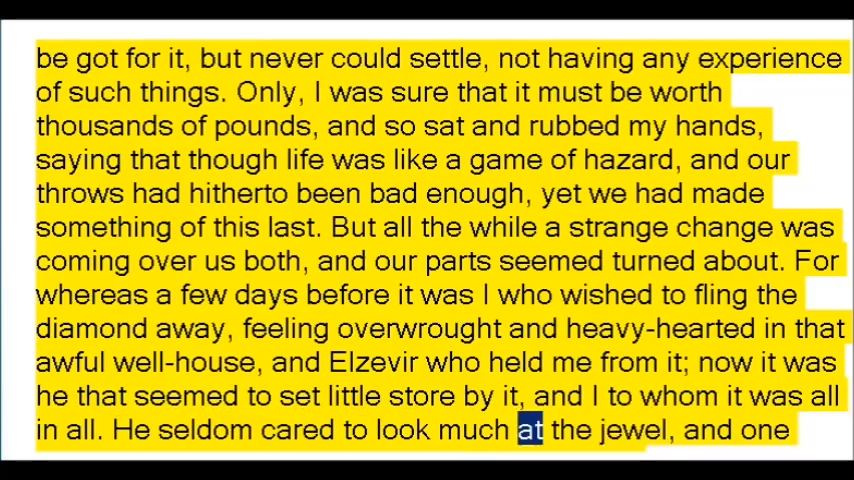 be got for it, but never could settle, not having any experience
of such things. Only, I was sure that it must be worth
thousands of pounds, and so sat and rubbed my hands,
saying that though life was like a game of hazard, and our
throws had hitherto been bad enough, yet we had made
something of this last. But all the while a strange change was
coming over us both, and our parts seemed turned about. For
whereas a few days before it was I who wished to fling the
diamond away, feeling overwrought and heavy-hearted in that
awful well-house, and Elzevir who held me from it; now it was
he that seemed to set little store by it, and I to whom it was all
in all. He seldom cared to look much at the jewel, and one